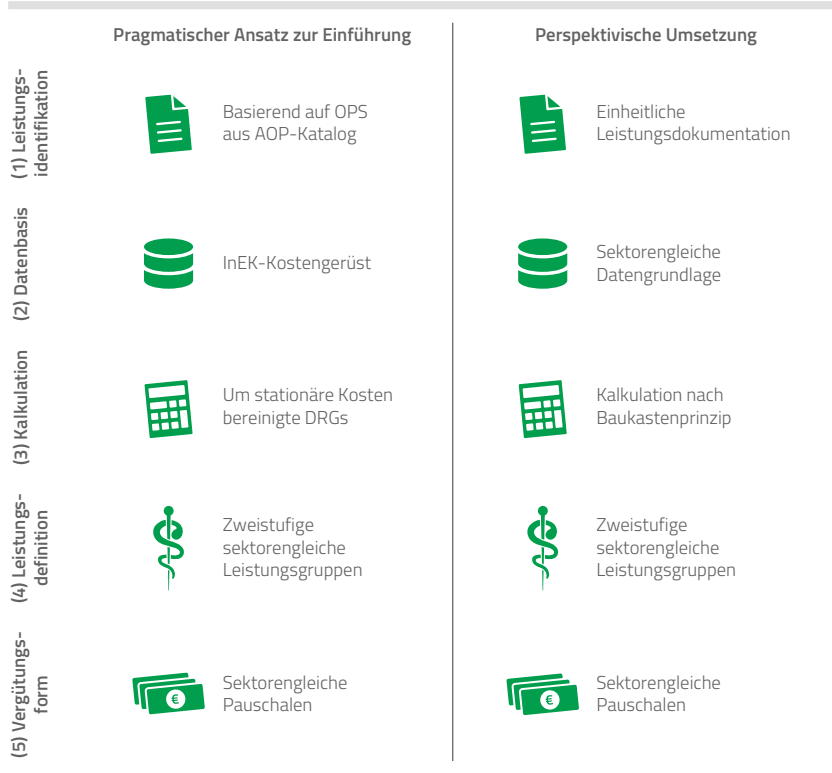 Pragmatischer Ansatz zur Einführung
Perspektivische Umsetzung
(1) Leistungs-
identifikation
Basierend auf OPS
aus AOP-Katalog
Einheitliche
Leistungsdokumentation
(2) Datenbasis
InEK-Kostengerüst
Sektorengleiche
Datengrundlage
(3) Kalkulation
Um stationäre Kosten
bereinigte DRGs
Kalkulation nach
Baukastenprinzip
(4) Leistungs-
definition
Zweistufige
sektorengleiche
Leistungsgruppen
Zweistufige
sektorengleiche
Leistungsgruppen
(5) Vergütungs-
form
€
Sektorengleiche
Pauschalen
€
Sektorengleiche
Pauschalen